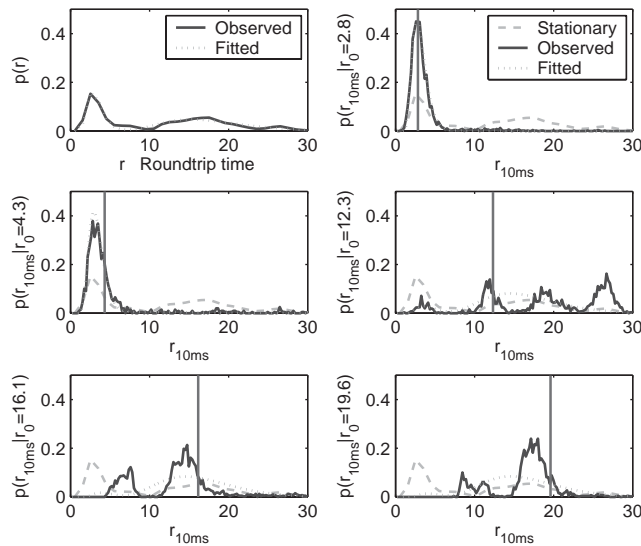 Observed
Fitted
p(r)
0.4
0.2
0
0 10 20 30
r Roundtrip time
Stationary
Observed
Fitted
p(r10ms|r0=2.8)
0.4
0.2
0
0 10 20 30
r10ms
p(r10ms|r0=4.3)
0.4
0.2
0
0 10 20 30
r10ms
p(r10ms|r0=12.3)
0.4
0.2
0
0 10 20 30
r10ms
p(r10ms|r0=16.1)
0.4
0.2
0
0 10 20 30
r10ms
p(r10ms|r0=19.6)
0.4
0.2
0
0 10 20 30
r10ms